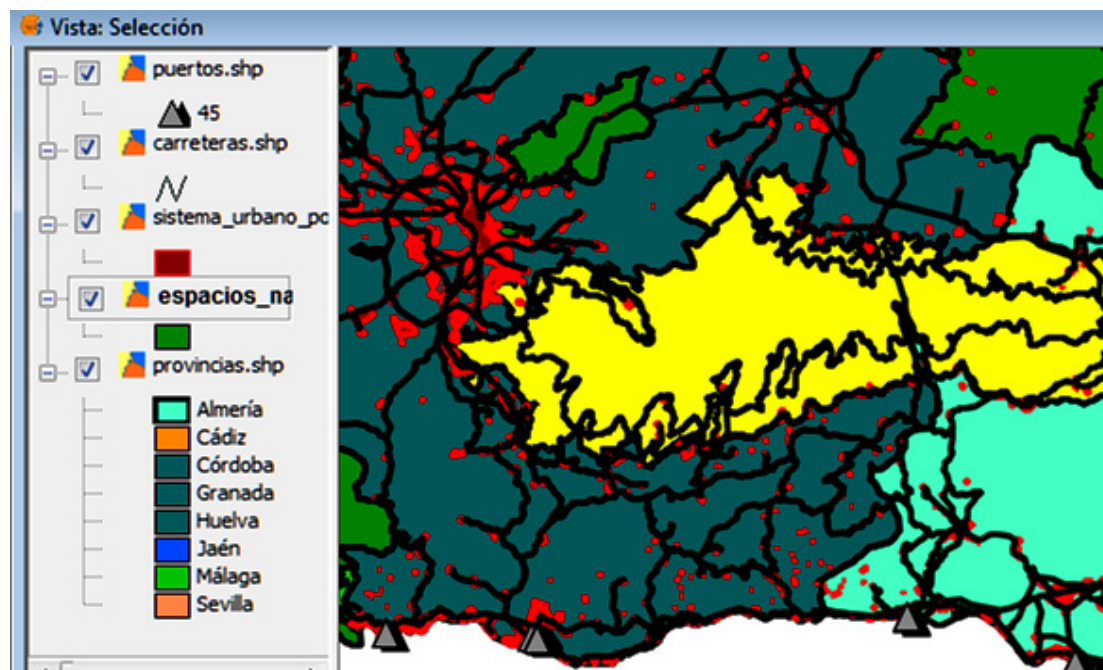 Vista: Selección
puertos.shp
45
carreteras.shp
sistema_urbano_po
espacios_na
provincias.shp
Almería
Cádiz
Córdoba
Granada
Huelva
Jaén
Málaga
Sevilla